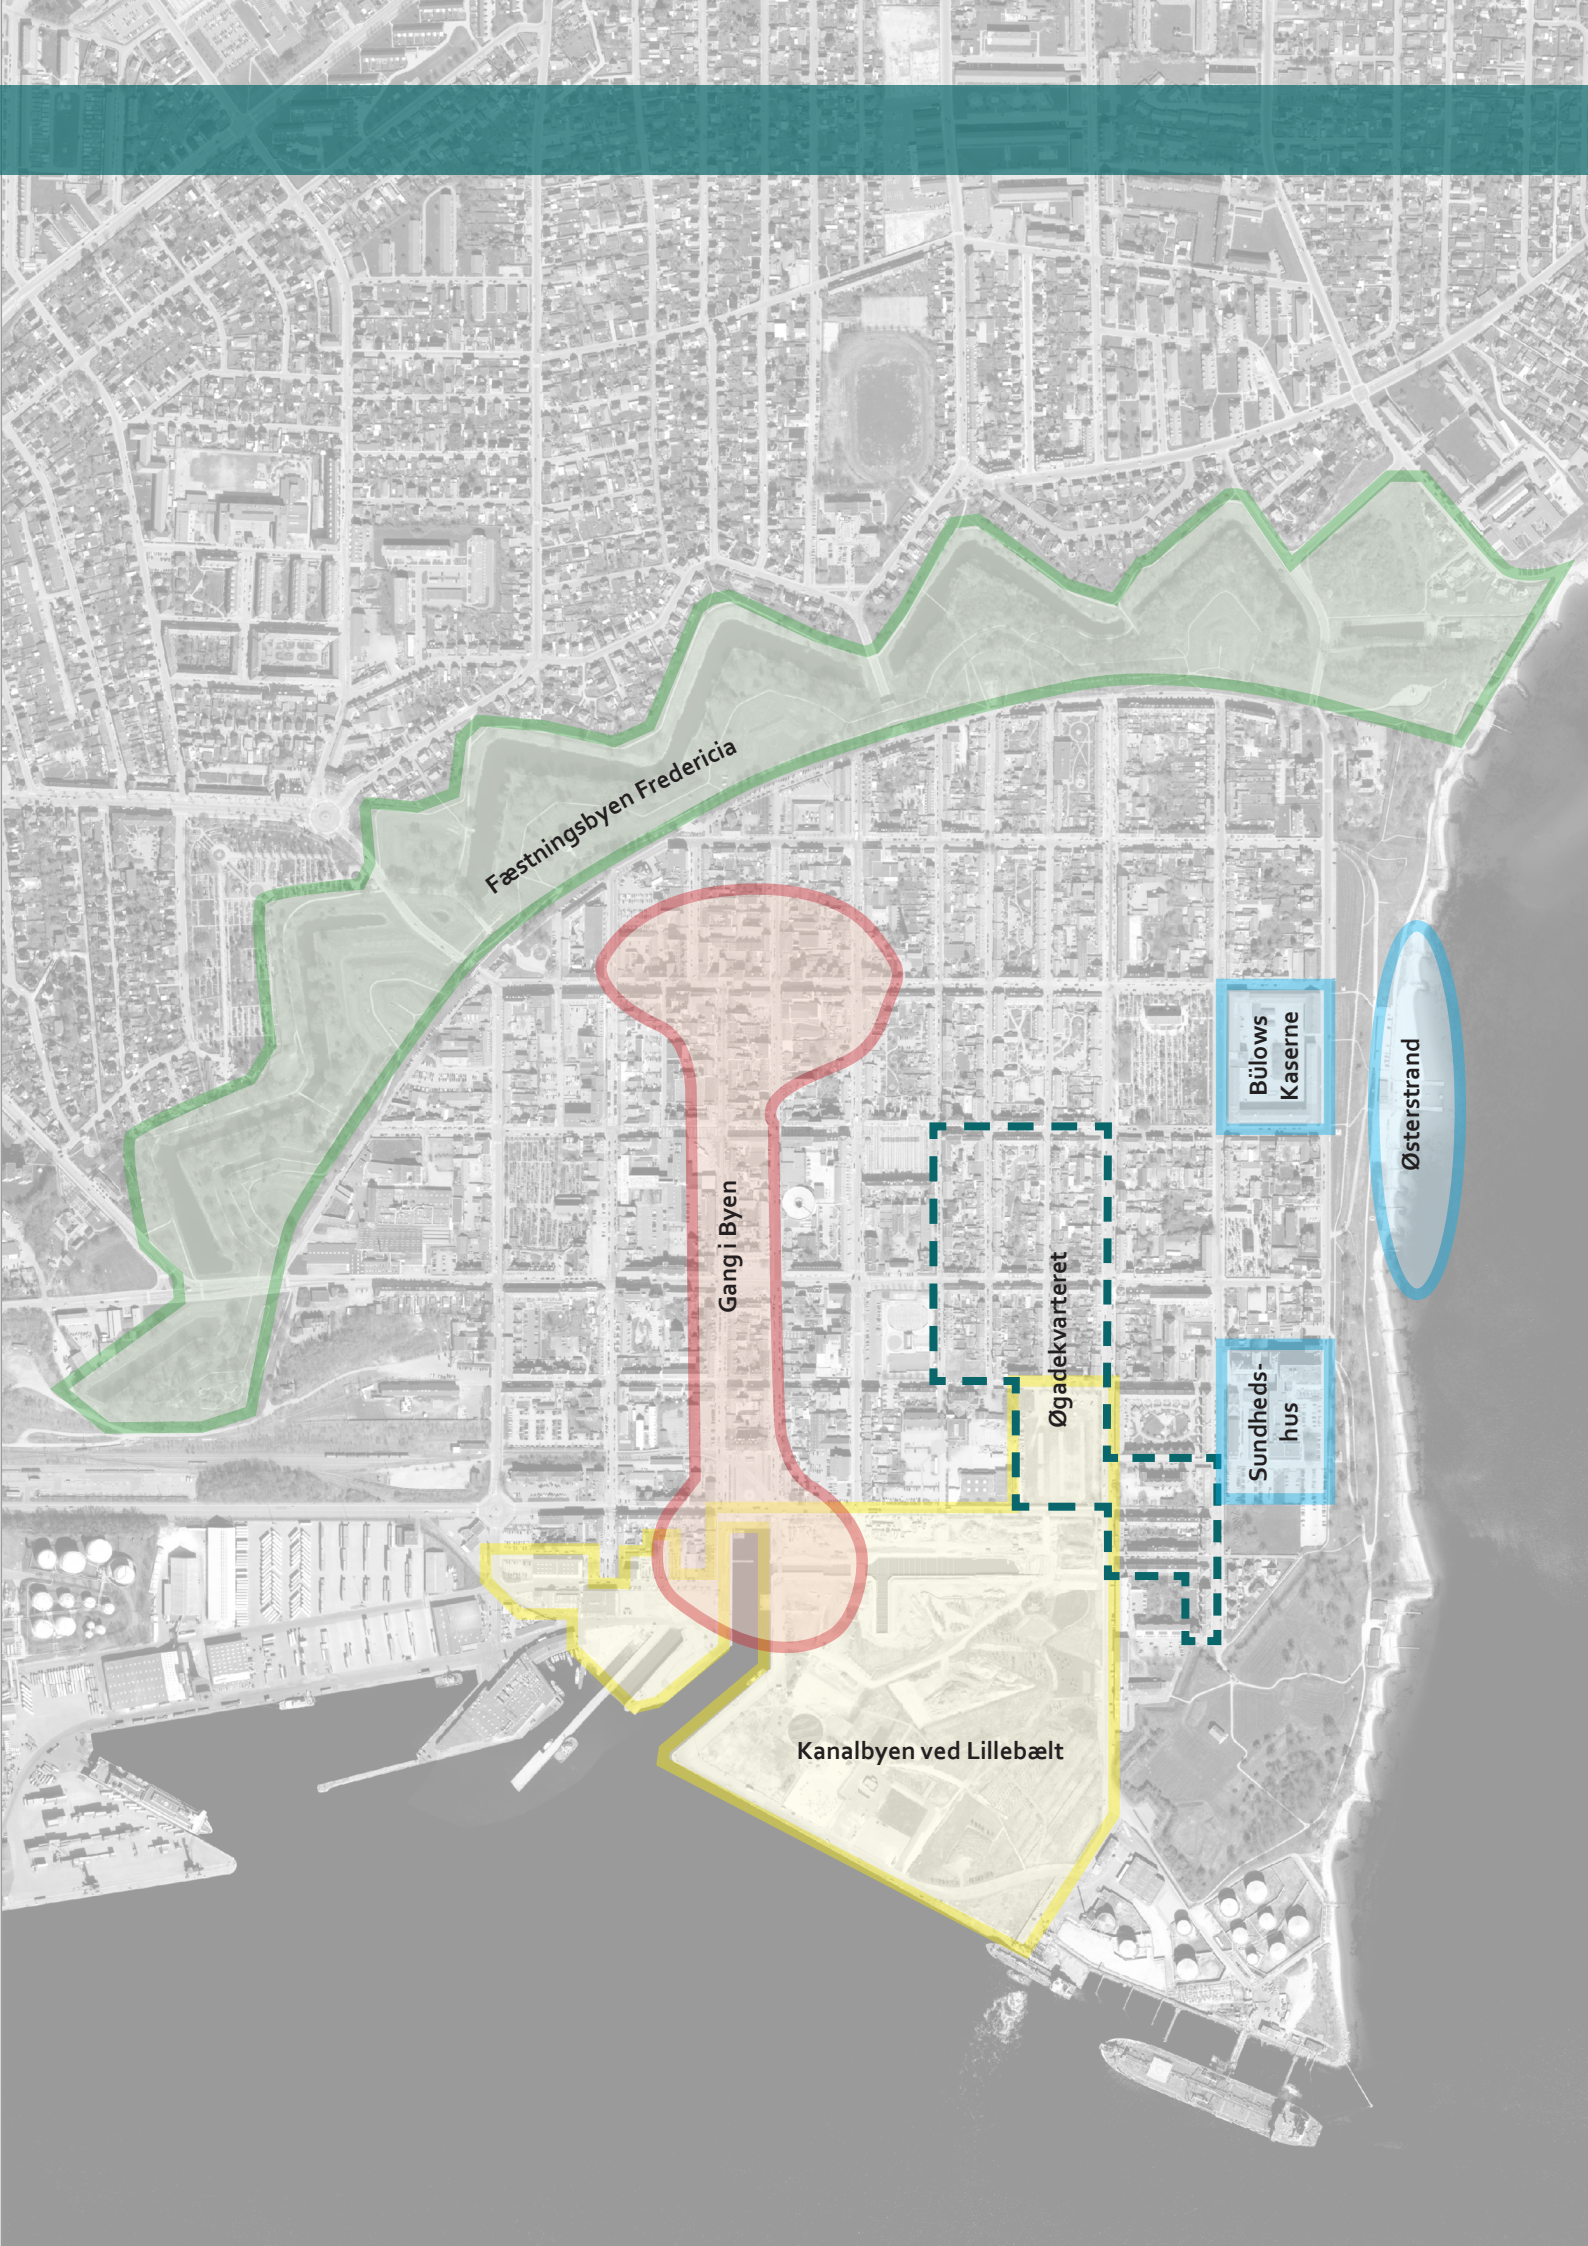 Fæstningsbyen Fredericia
Gang i Byen
Bülows
Kaserne
Østerstrand
Øgadekvarteret
Sundheds-
hus
Kanalbyen ved Lillebælt